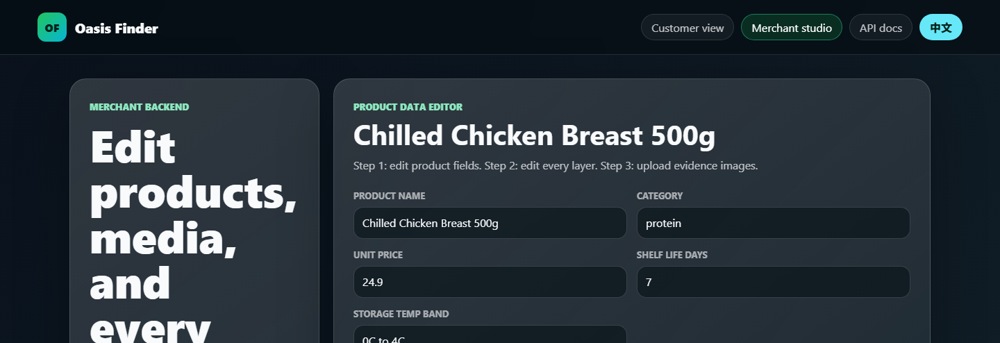 OF
Oasis Finder
Customer view
Merchant studio
API docs
中文
MERCHANT BACKEND
Edit
products,
media,
and
every
PRODUCT DATA EDITOR
Chilled Chicken Breast 500g
Step 1: edit product fields. Step 2: edit every layer. Step 3: upload evidence images.
PRODUCT NAME
CATEGORY
Chilled Chicken Breast 500g
protein
UNIT PRICE
SHELF LIFE DAYS
24.9
7
STORAGE TEMP BAND
0C to 4C